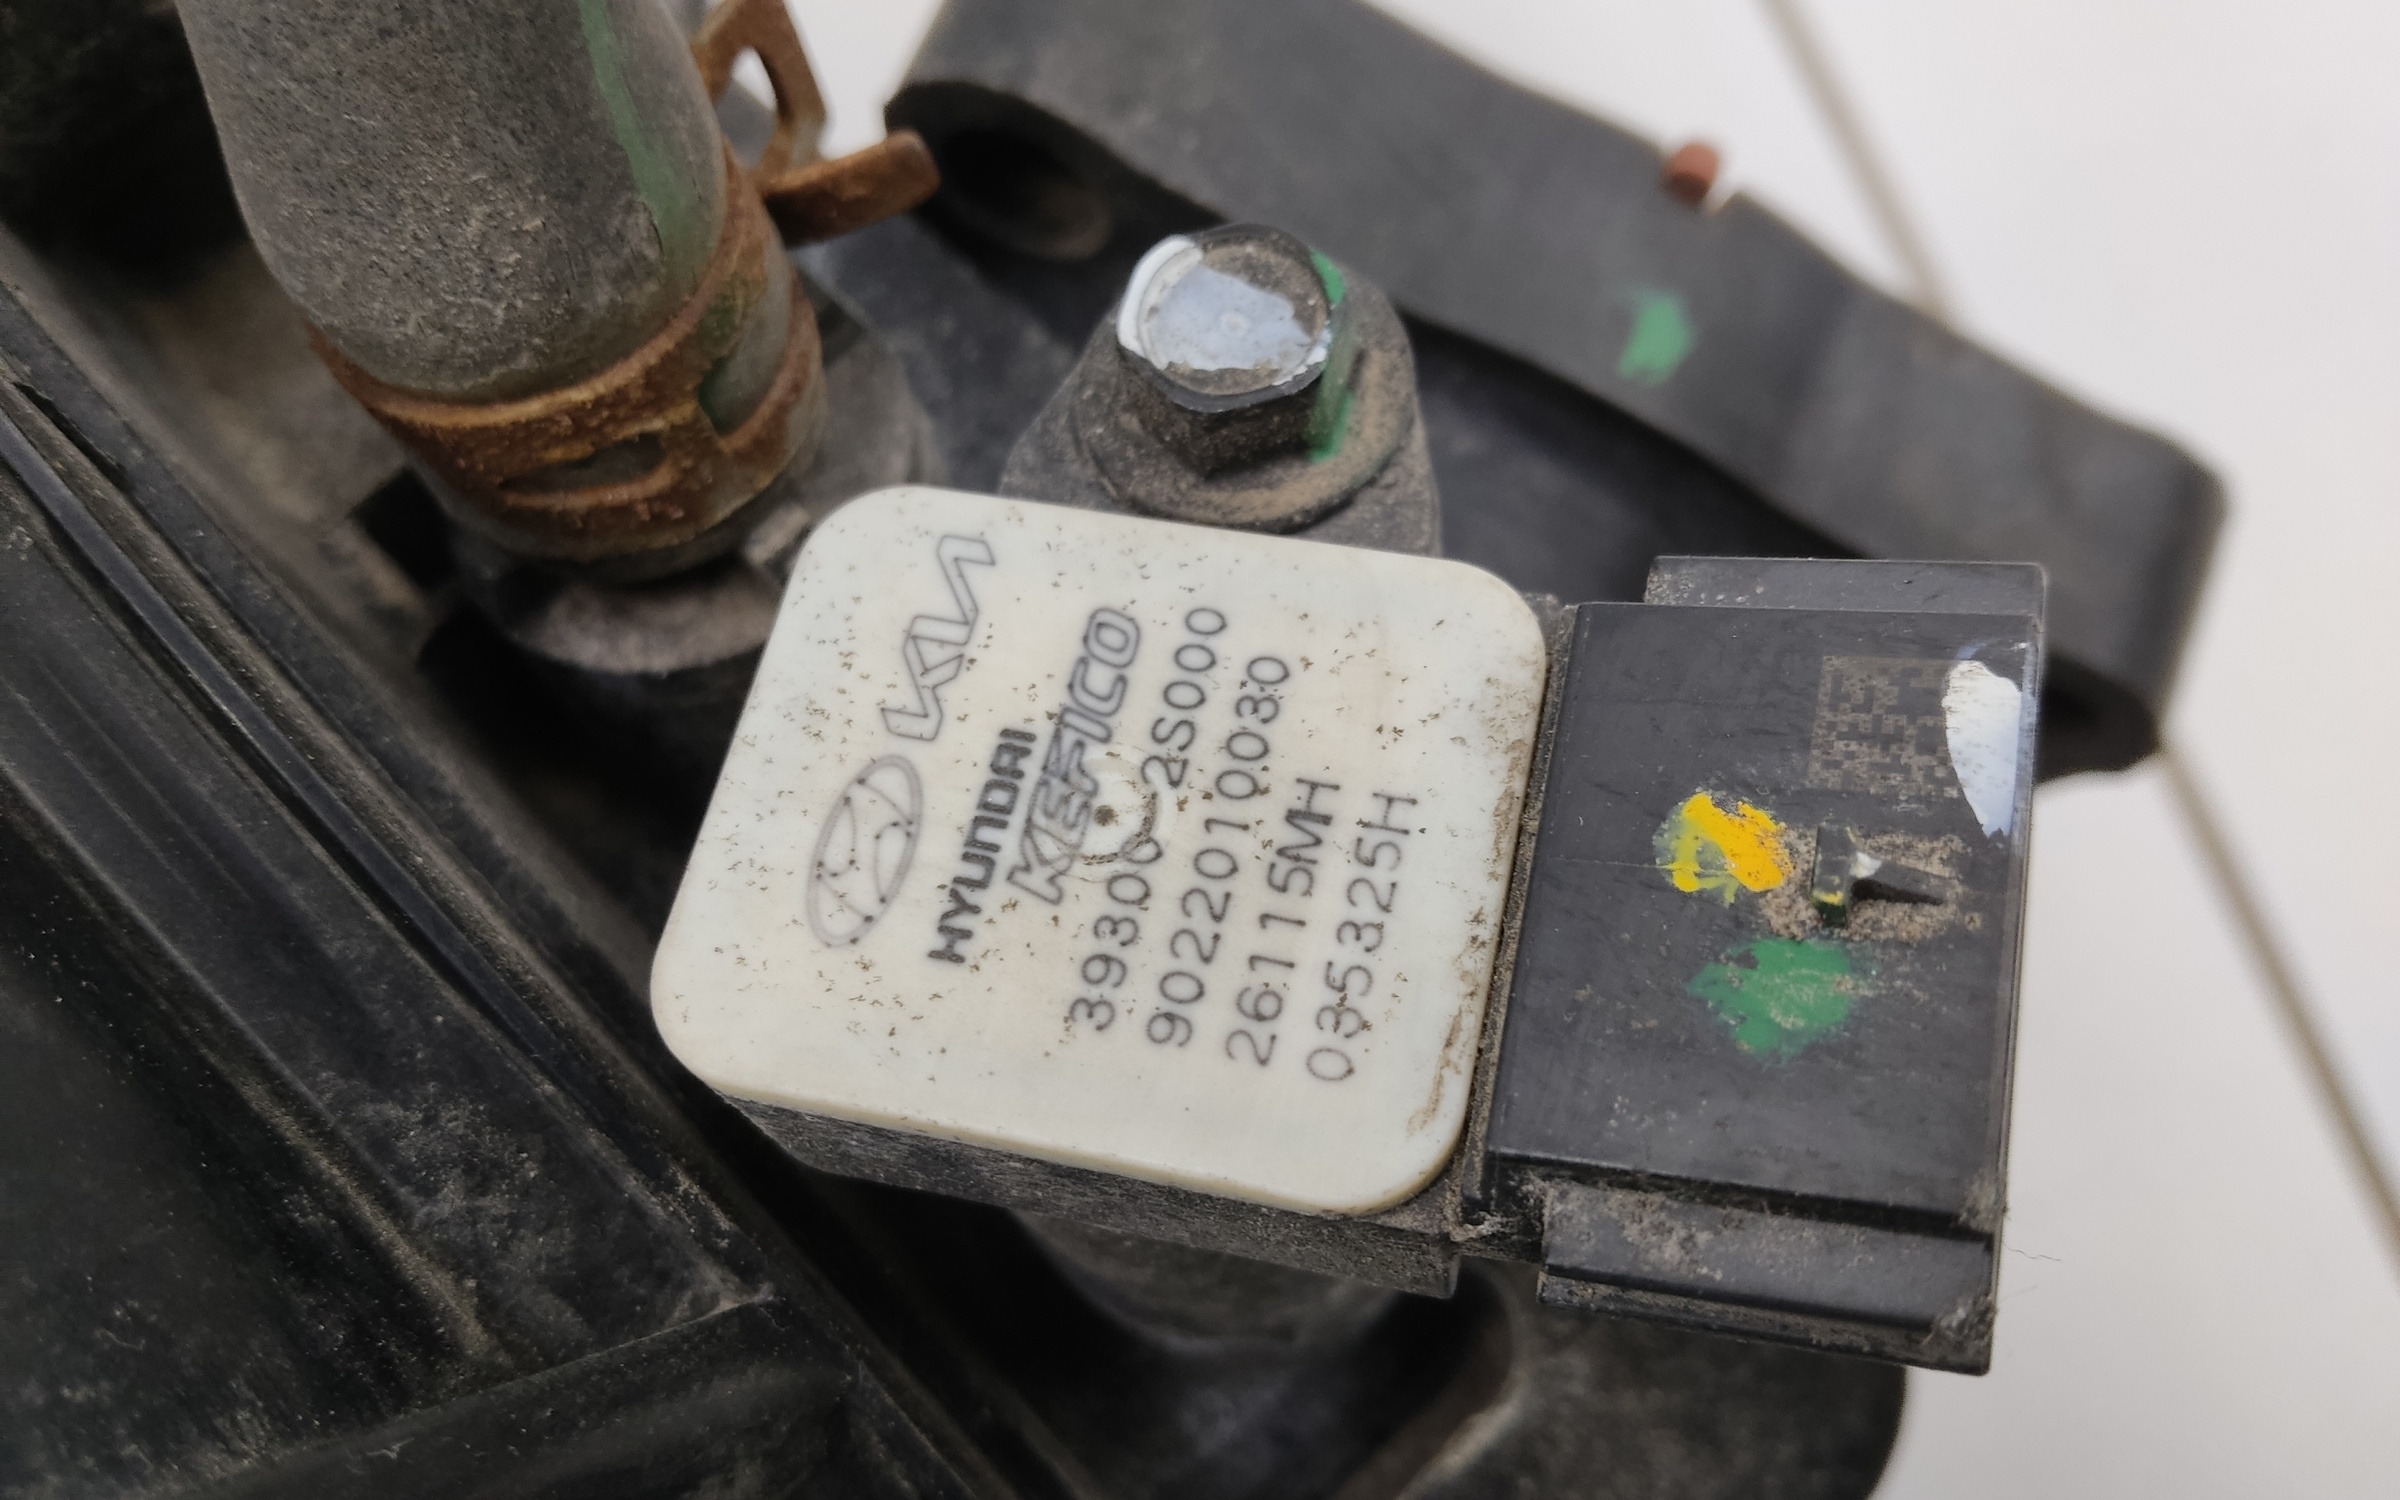 KIA
HYUNDAI
KEFICO
39300-2S000
9022010030
26115MH
035325H